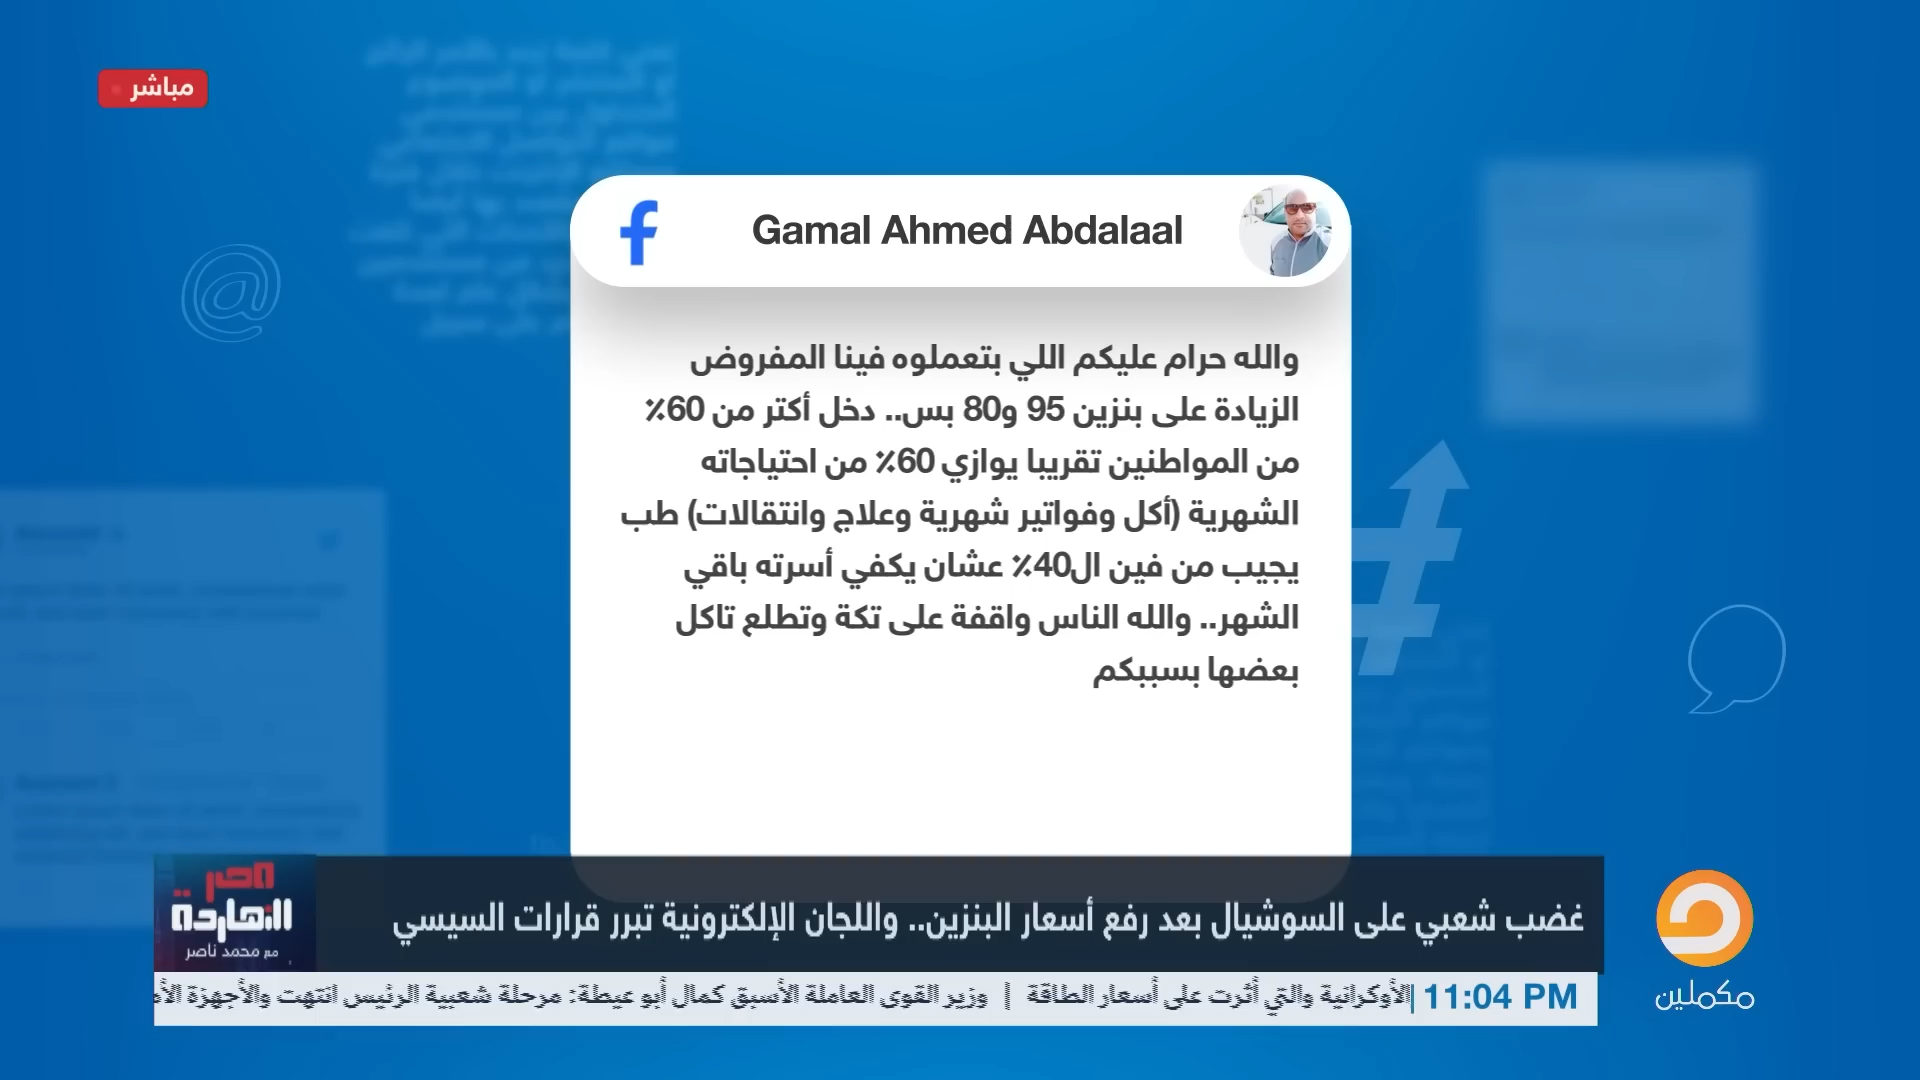 مباشر
Gamal Ahmed Abdalaal
والله حرام عليكم اللي بتعملوه فينا المفروض
الزيادة على بنزين 95 و80 بس.. دخل أكتر من 60٪
من المواطنين تقريبا يوازي 60٪ من احتياجاته
الشهرية (أكل وفواتير شهرية وعلاج وانتقالات) طب
يجيب من فين ال40٪ عشان يكفي أسرته باقي
الشهر.. والله الناس واقفة على تكة وتطلع تاكل
بعضها بسببكم
مصر
النهاردة
مع محمد ناصر
غضب شعبي على السوشيال بعد رفع أسعار البنزين.. واللجان الإلكترونية تبرر قرارات السيسي
11:04 PM
الأوكرانية والتي أثرت على أسعار الطاقة | وزير القوى العاملة الأسبق كمال أبو عيطة: مرحلة شعبية الرئيس انتهت والأجهزة
مكملين